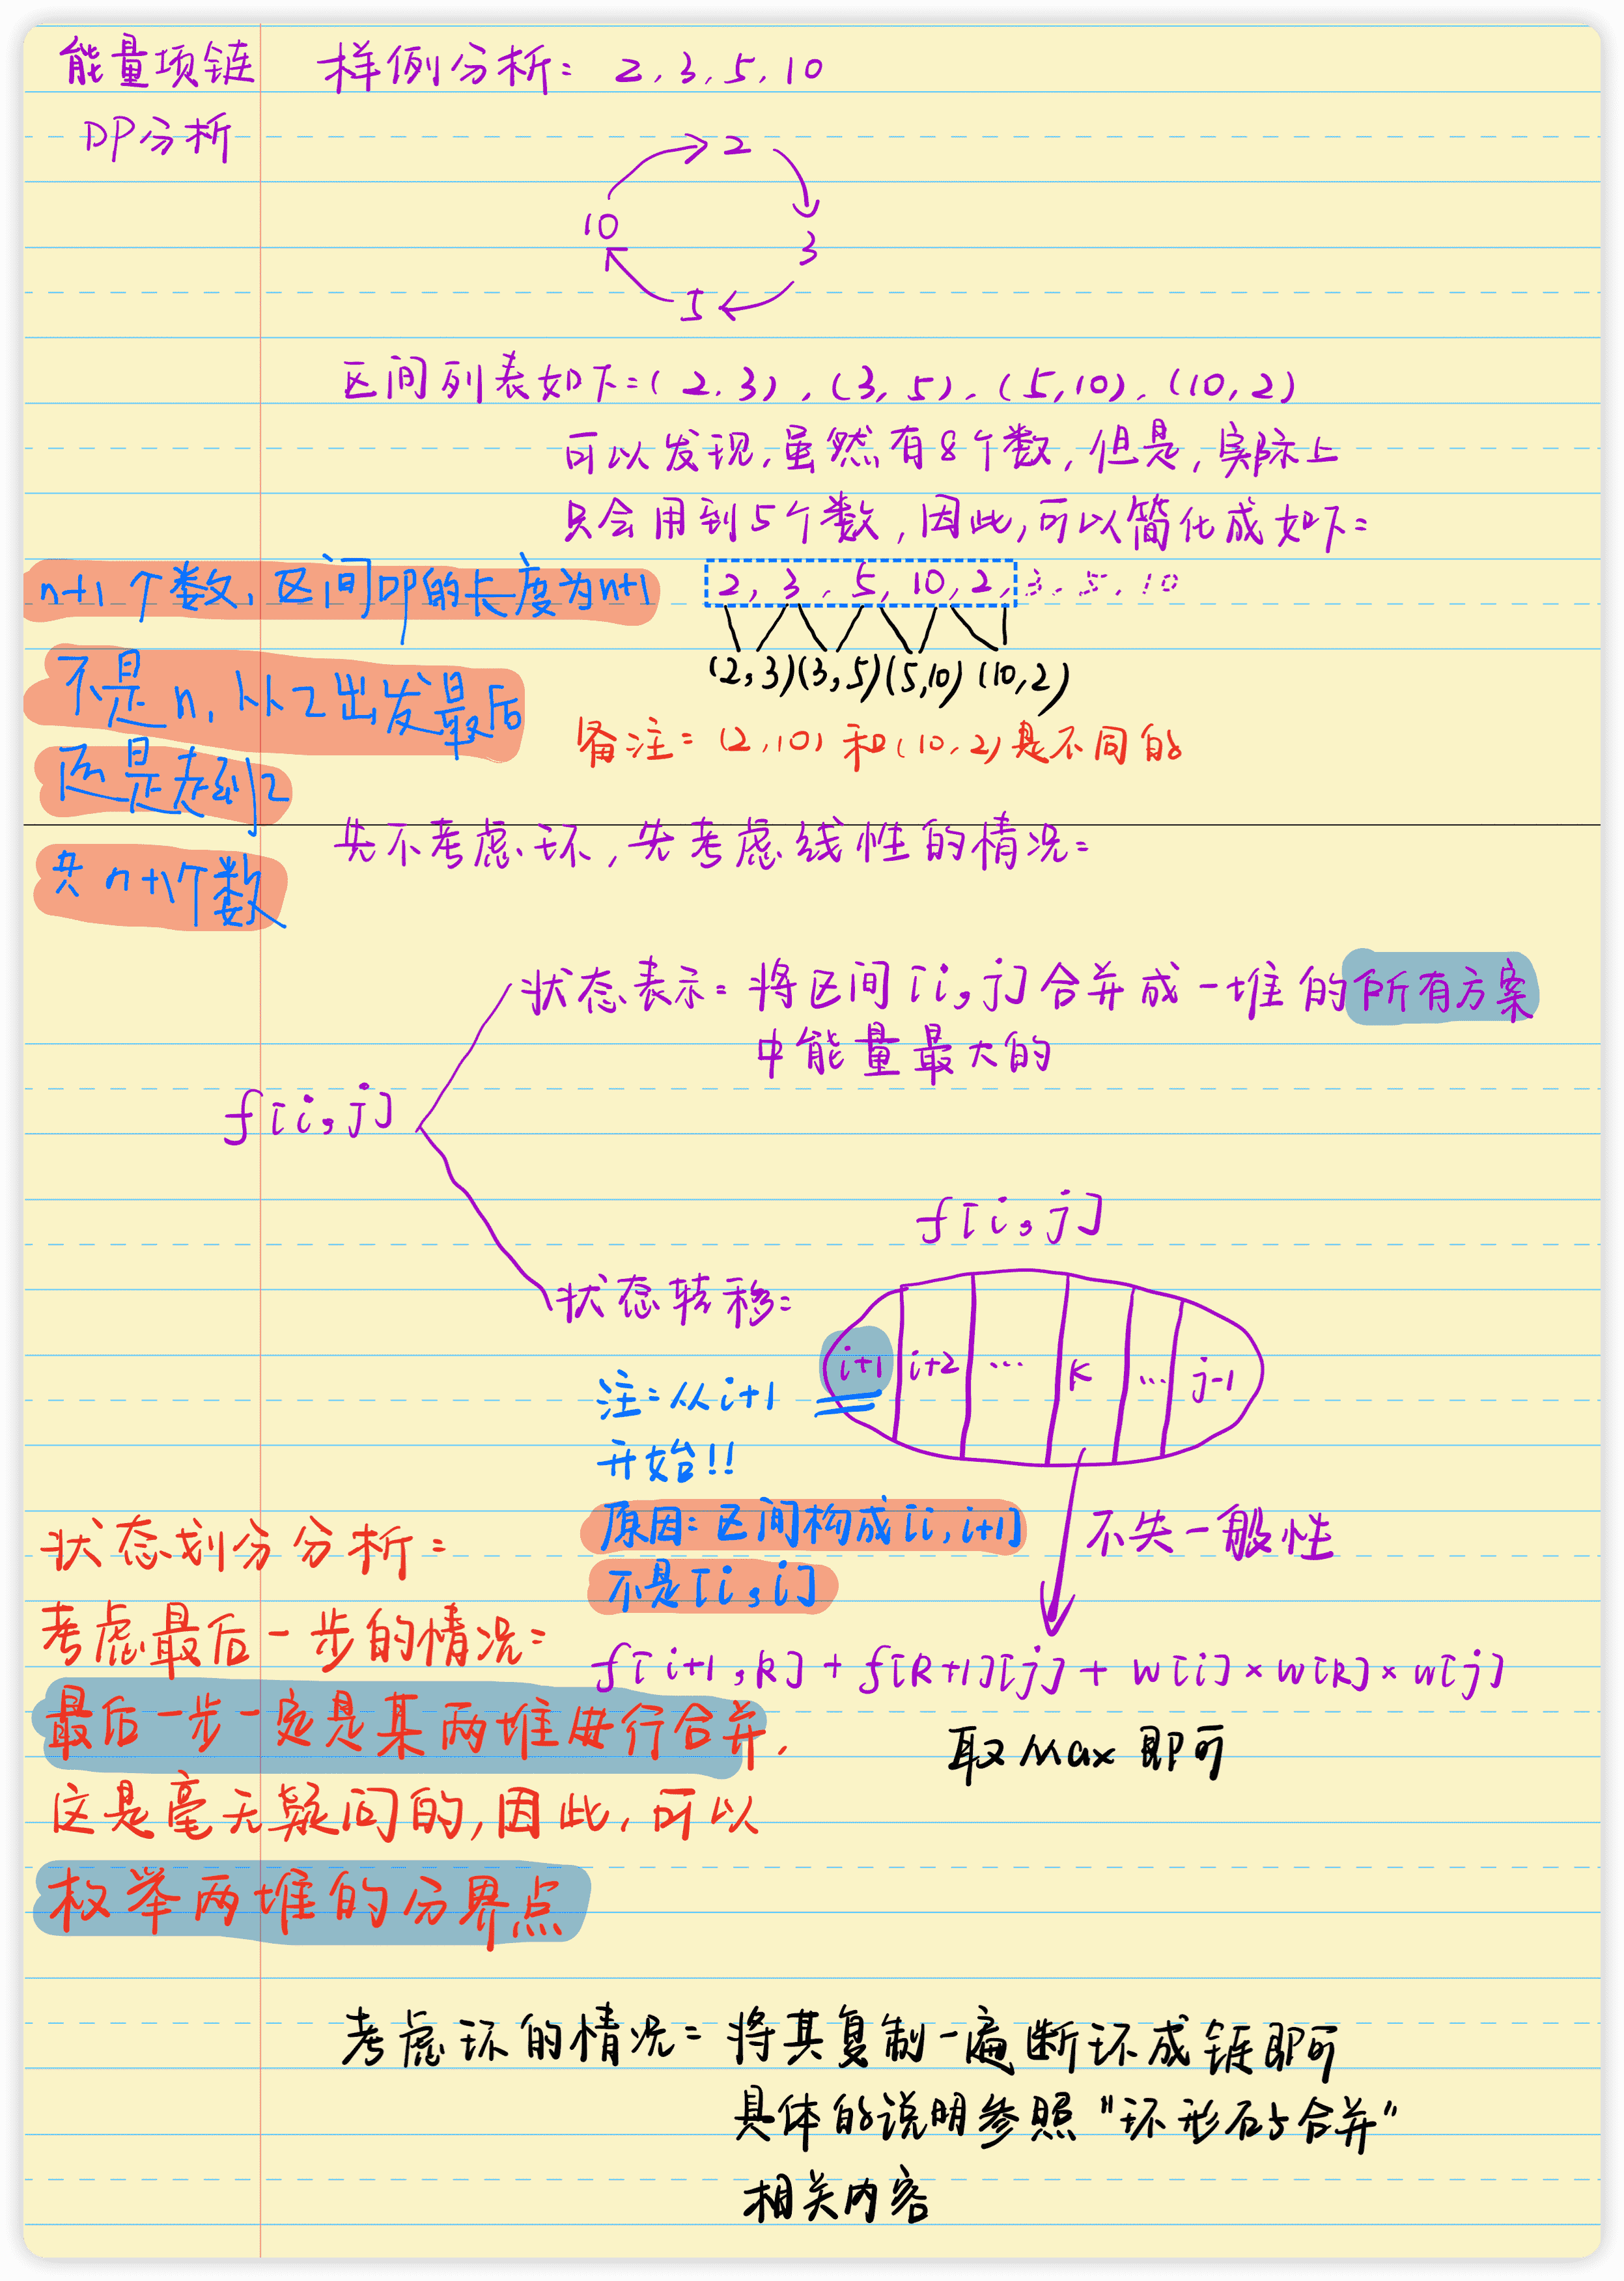 能量项链
DP分析
样例分析: 2, 3, 5, 10
2
10
3
5
区间列表如下: (2, 3), (3, 5), (5, 10), (10, 2)
可以发现,虽然有8个数,但是,实际上
只会用到5个数,因此,可以简化成如下:
n+1个数,区间DP的长度为n+1
不是n,从2出发最后
还是走到2
共n+1个数
2, 3, 5, 10, 2, 3, 5, 10
(2, 3) (3, 5) (5, 10) (10, 2)
备注: (2, 10) 和 (10, 2) 是不同的
先不考虑环,先考虑线性的情况:
f[i, j]
状态表示: 将区间[i, j]合并成一堆的所有方案
中能量最大的
状态转移:
f[i, j]
i+1 i+2 ... k ... j-1
注: 从i+1
开始!!
原因: 区间构成[i, i+1]
不是[i, i]
不失一般性
f[i+1, k] + f[k+1][j] + w[i] × w[k] × w[j]
取Max即可
状态划分分析:
考虑最后一步的情况:
最后一步一定是某两堆进行合并,
这是毫无疑问的,因此,可以
枚举两堆的分界点
考虑环的情况: 将其复制一遍断环成链即可
具体的说明参照"环形石子合并"
相关内容